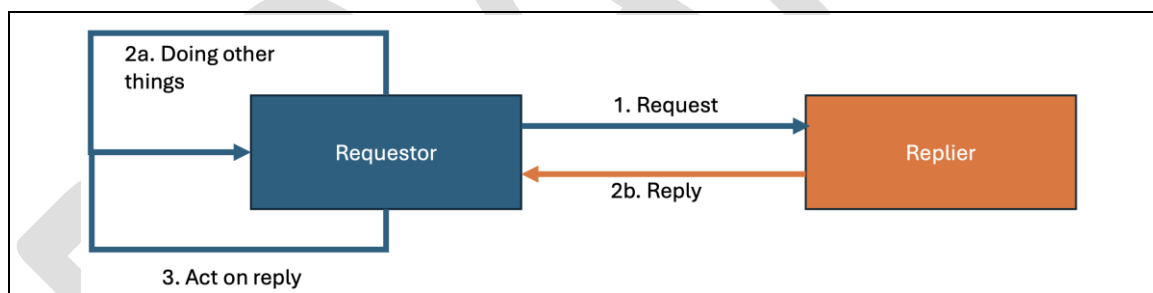 2a. Doing other
things
1. Request
Requestor
Replier
2b. Reply
3. Act on reply